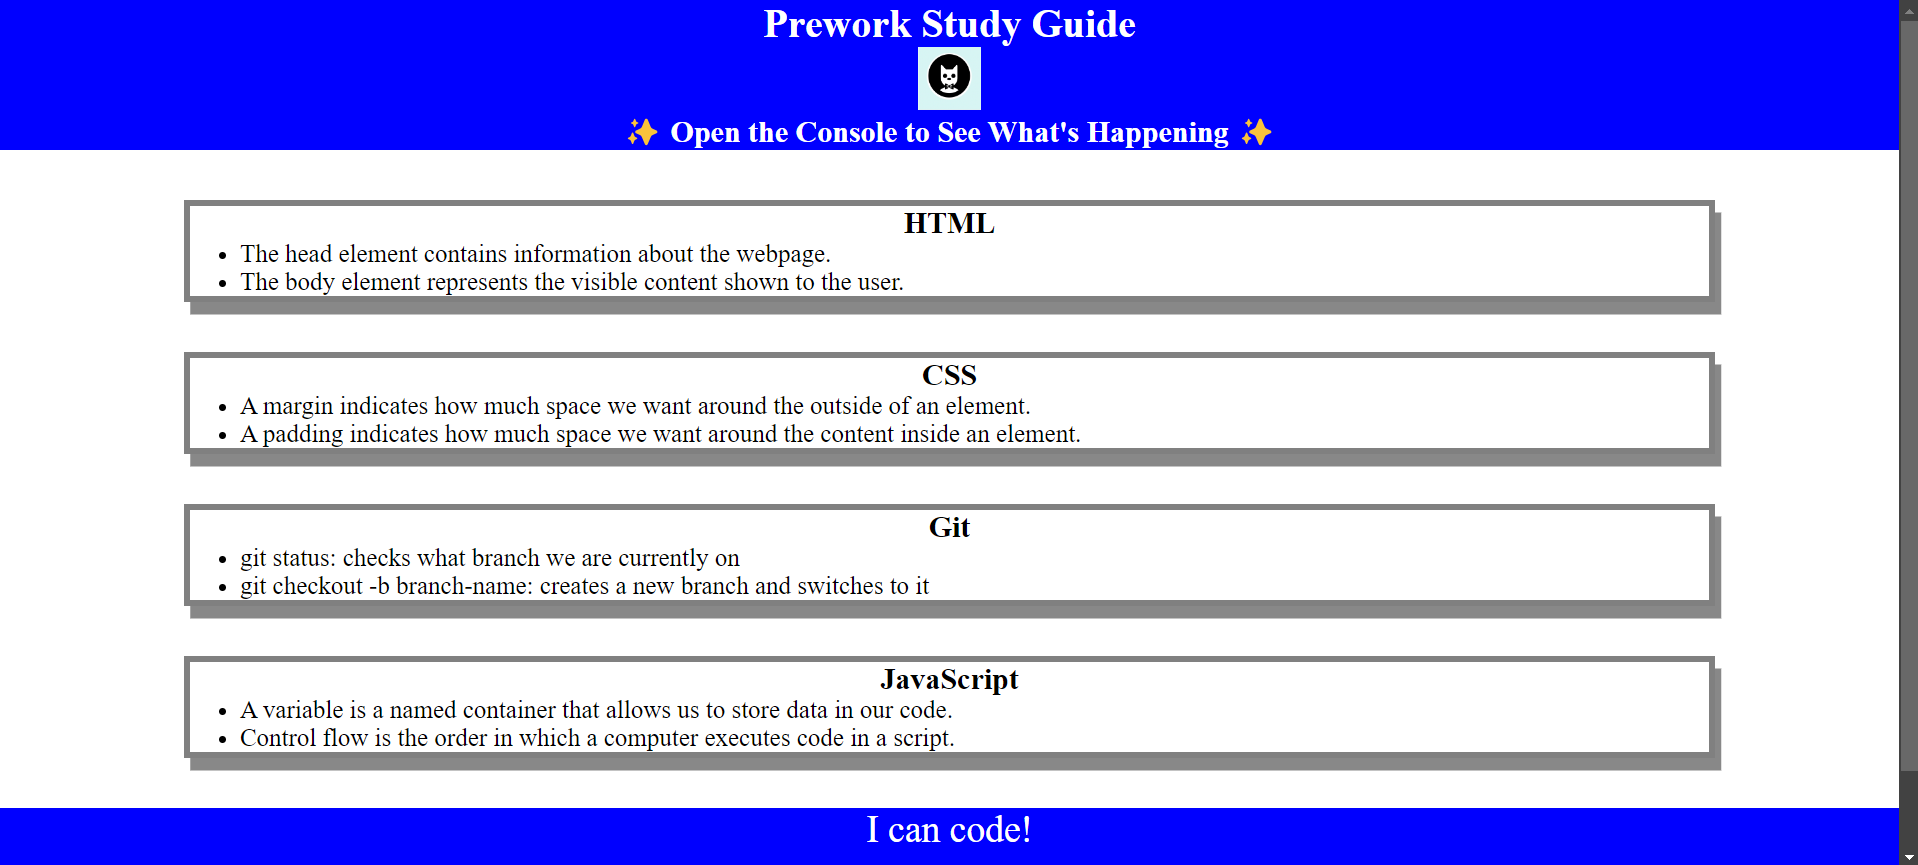 Prework Study Guide
✨ Open the Console to See What's Happening ✨
HTML
• The head element contains information about the webpage.
• The body element represents the visible content shown to the user.
CSS
• A margin indicates how much space we want around the outside of an element.
• A padding indicates how much space we want around the content inside an element.
Git
• git status: checks what branch we are currently on
• git checkout -b branch-name: creates a new branch and switches to it
JavaScript
• A variable is a named container that allows us to store data in our code.
• Control flow is the order in which a computer executes code in a script.
I can code!